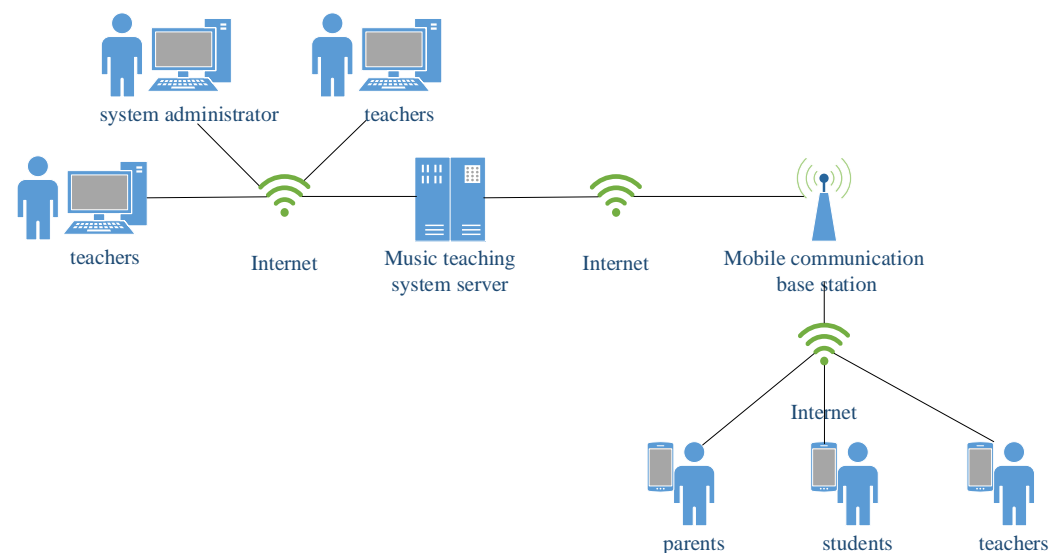 system administrator
teachers
teachers
Internet
Music teaching
system server
Internet
Mobile communication
base station
Internet
parents
students
teachers